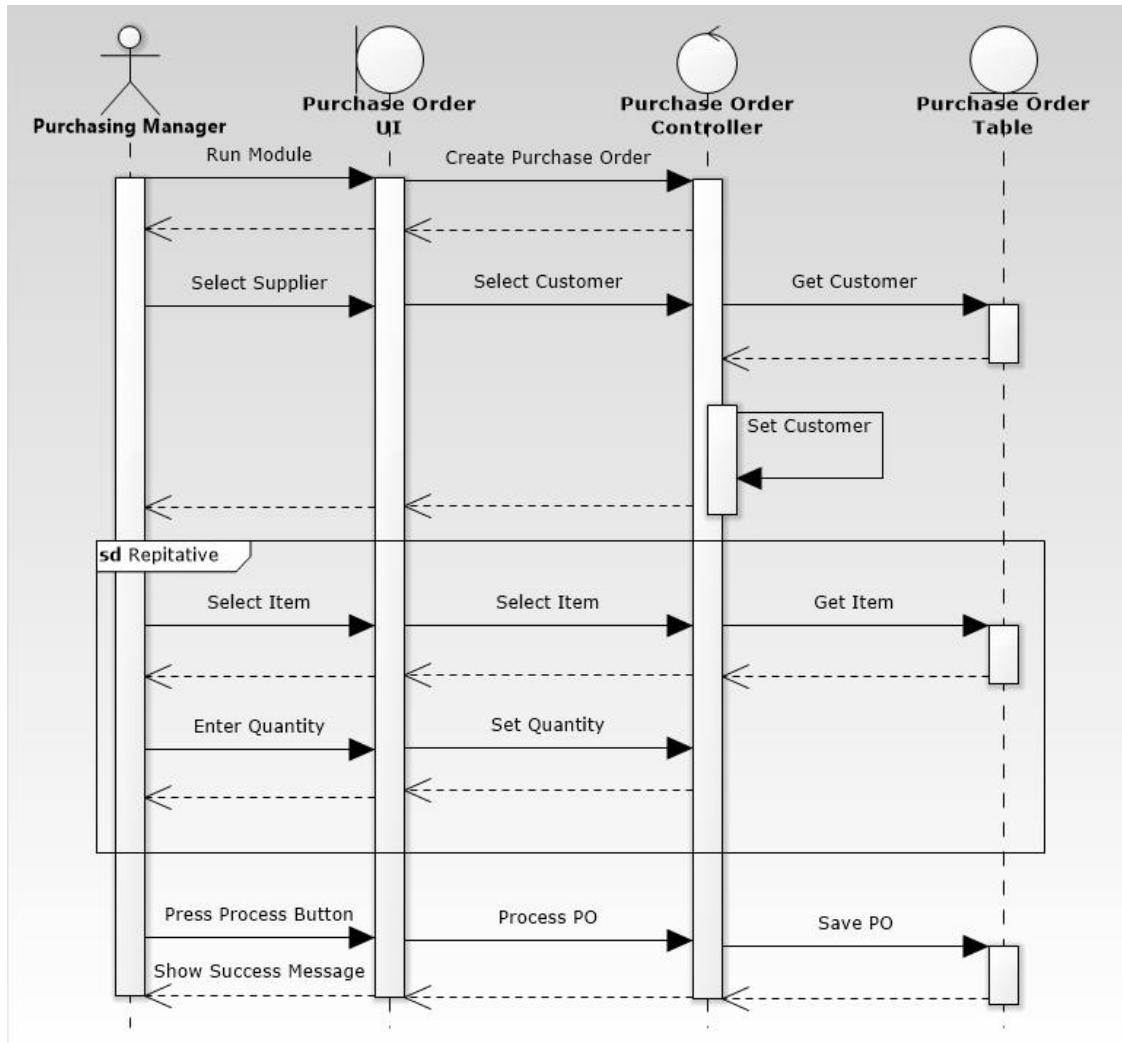 Purchasing Manager
Purchase Order
UI
Purchase Order
Controller
Purchase Order
Table
Run Module
Create Purchase Order
Select Supplier
Select Customer
Get Customer
Set Customer
sd Repitative
Select Item
Select Item
Get Item
Enter Quantity
Set Quantity
Press Process Button
Process PO
Save PO
Show Success Message